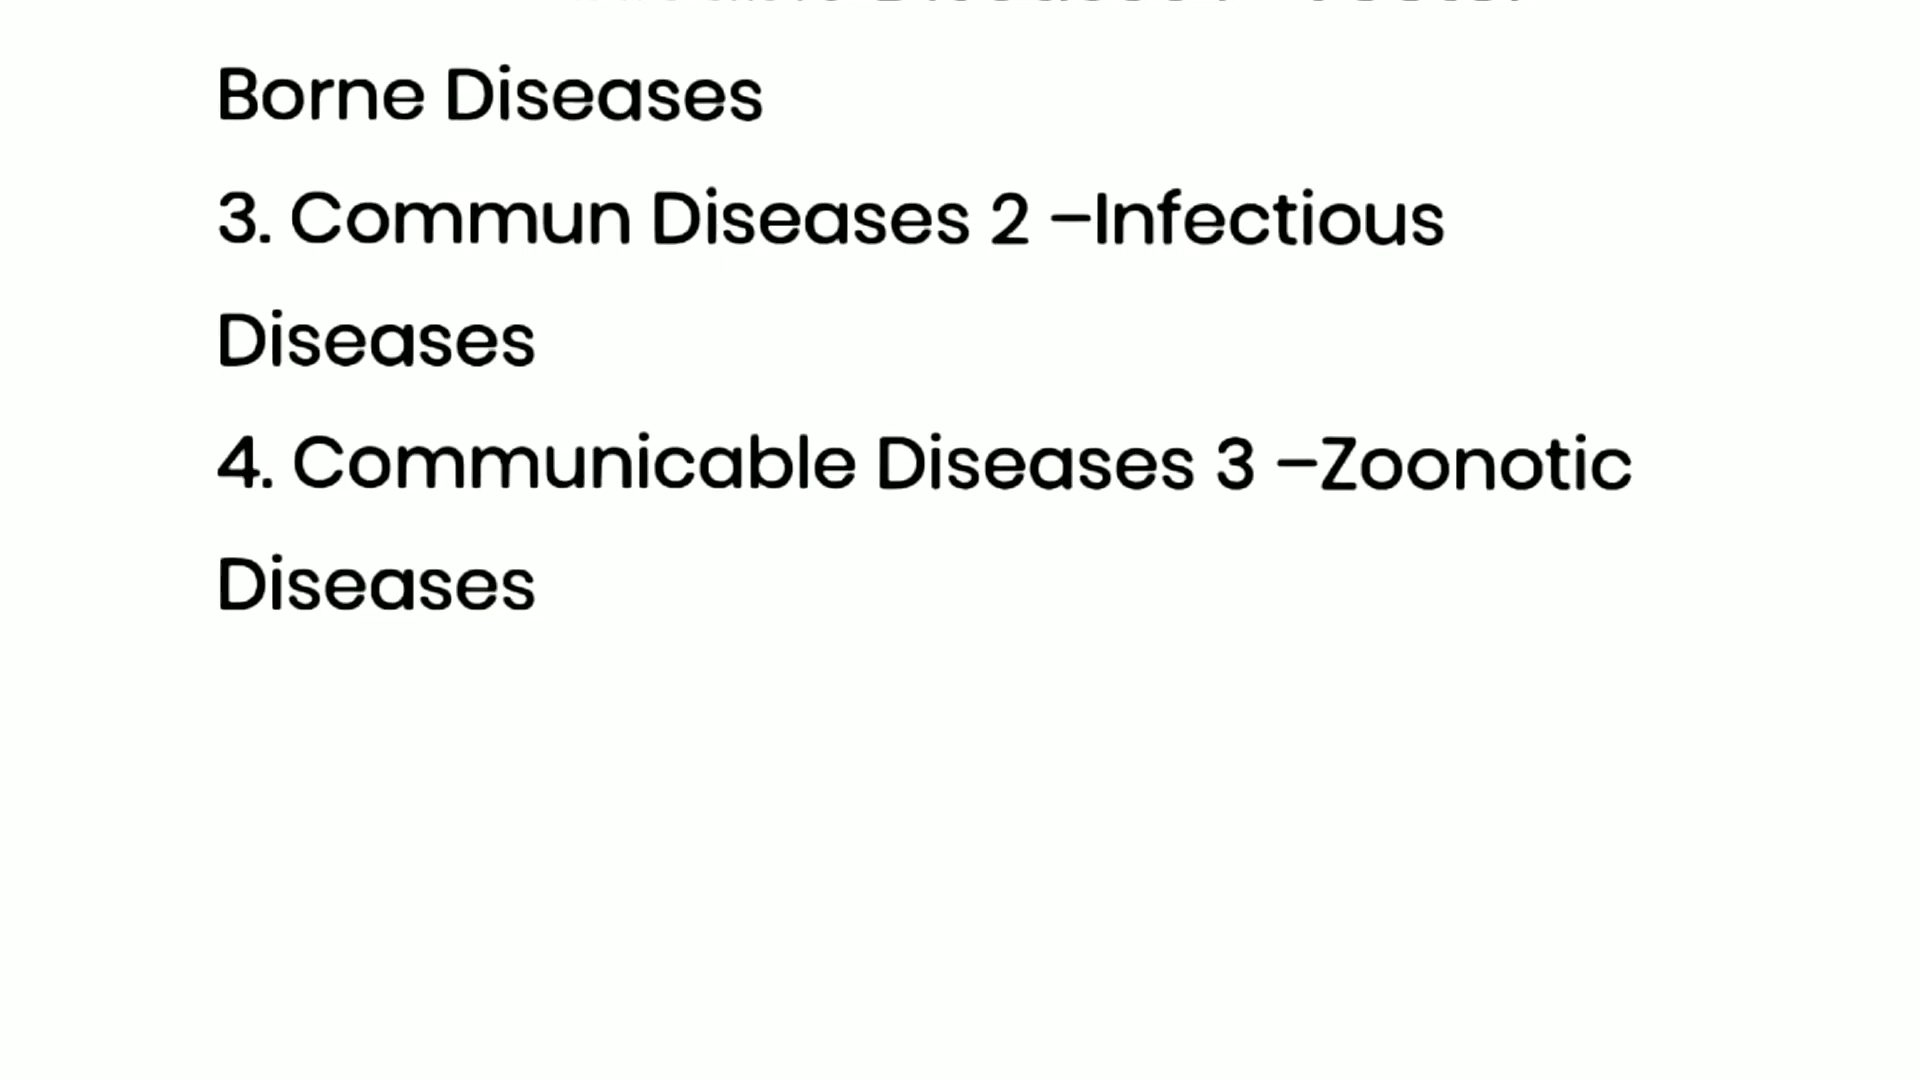 Borne Diseases
3. Commun Diseases 2 –Infectious
Diseases
4. Communicable Diseases 3 –Zoonotic
Diseases